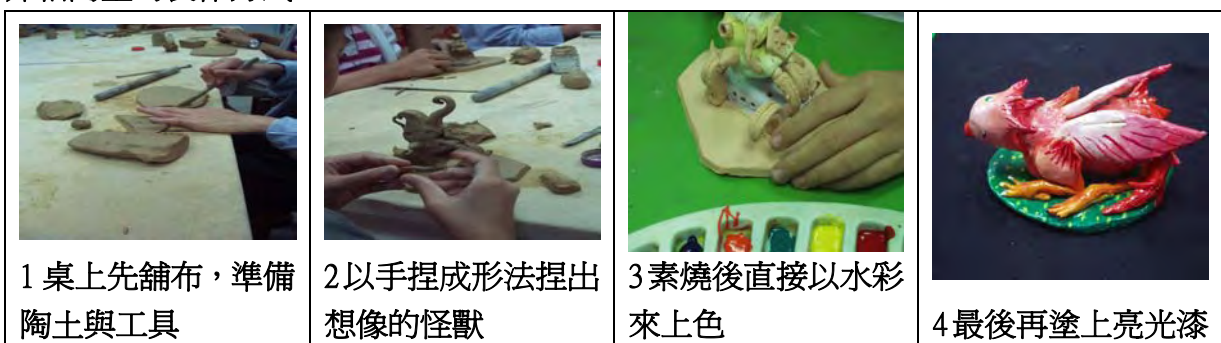 1 桌上先舖布，準備
陶土與工具
2以手捏成形法捏出
想像的怪獸
3素燒後直接以水彩
來上色
4最後再塗上亮光漆